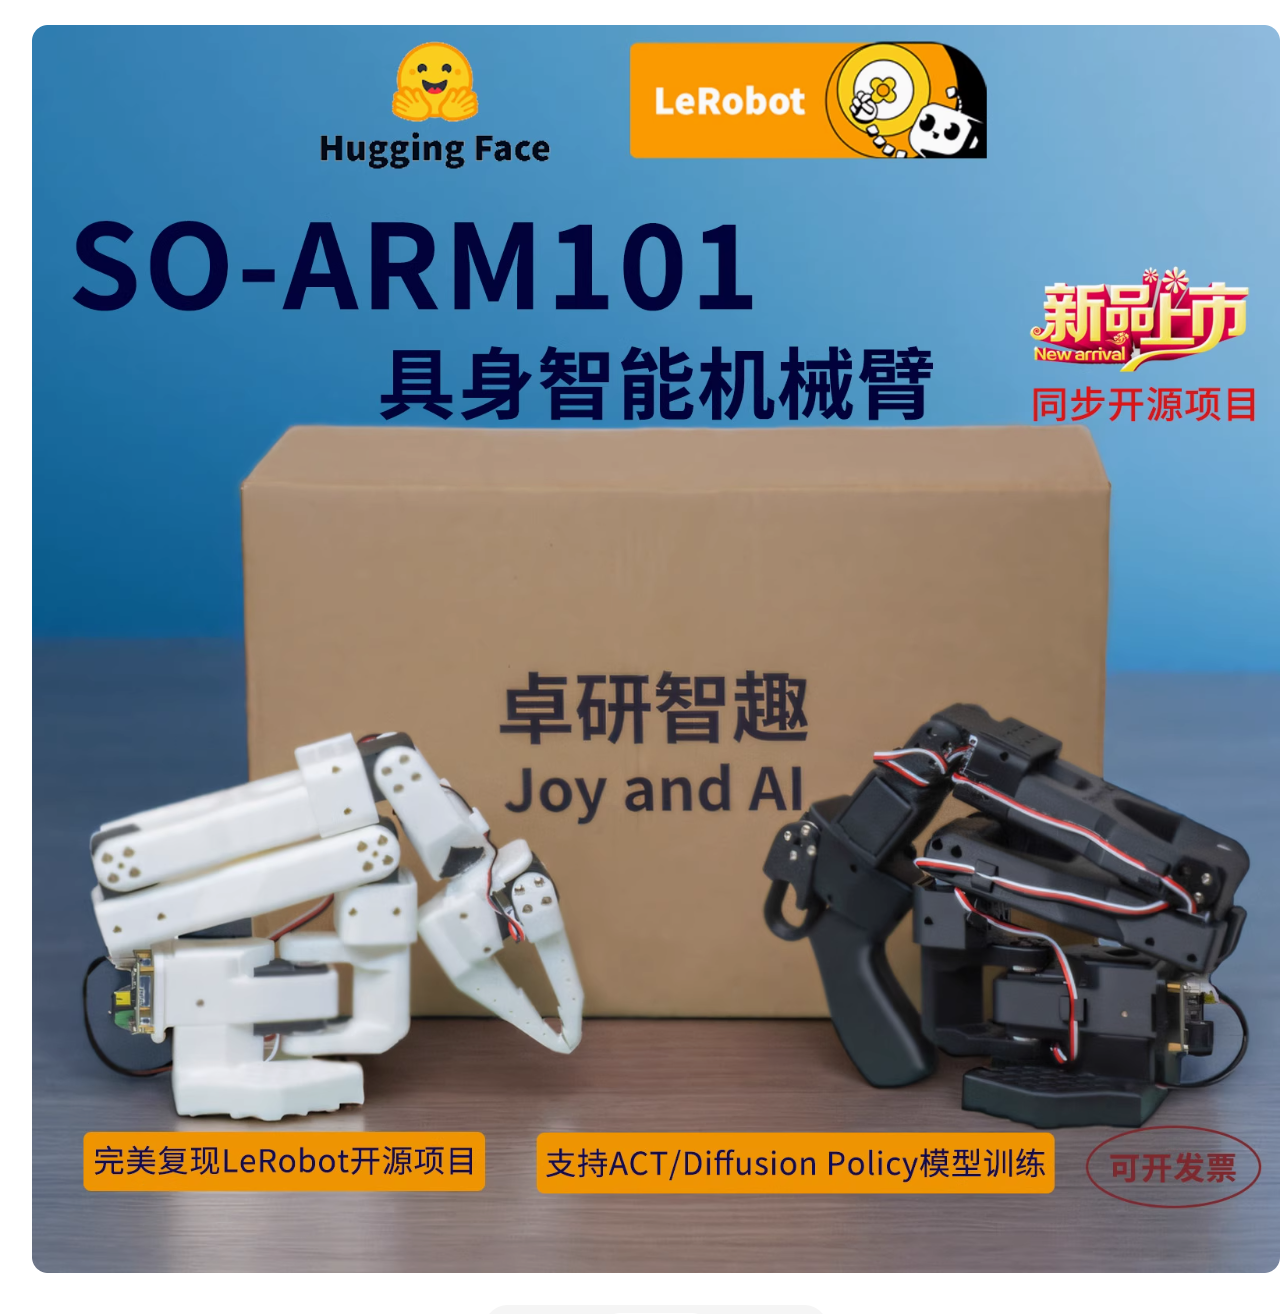 Hugging Face
LeRobot
SO-ARM101
具身智能机械臂
新品上市
New arrival
同步开源项目
卓研智趣
Joy and AI
完美复现LeRobot开源项目
支持ACT/Diffusion Policy模型训练
可开发票